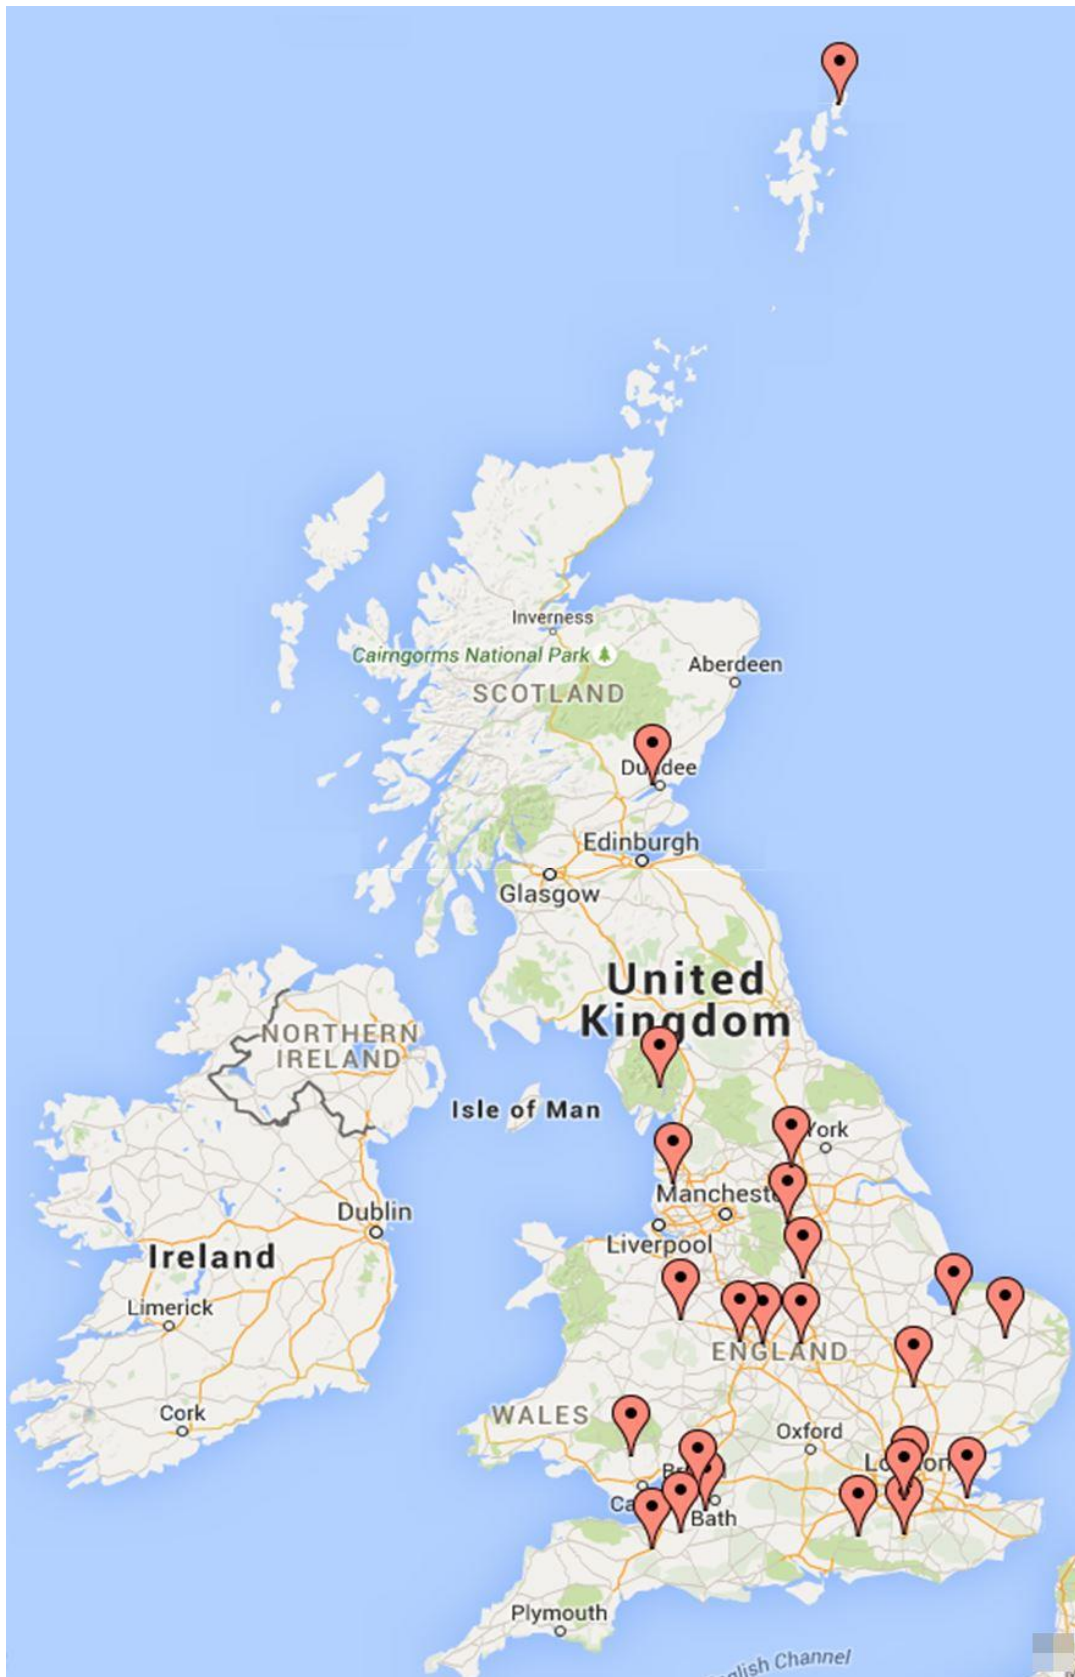 Inverness
Cairngorms National Park
Aberdeen
SCOTLAND
Edinburgh
Glasgow
United
Kingdom
NORTHERN
IRELAND
Isle of Man
York
Dublin
Liverpool
Ireland
Limerick
ENGLAND
Cork
WALES
Oxford
Bath
Plymouth
Channel